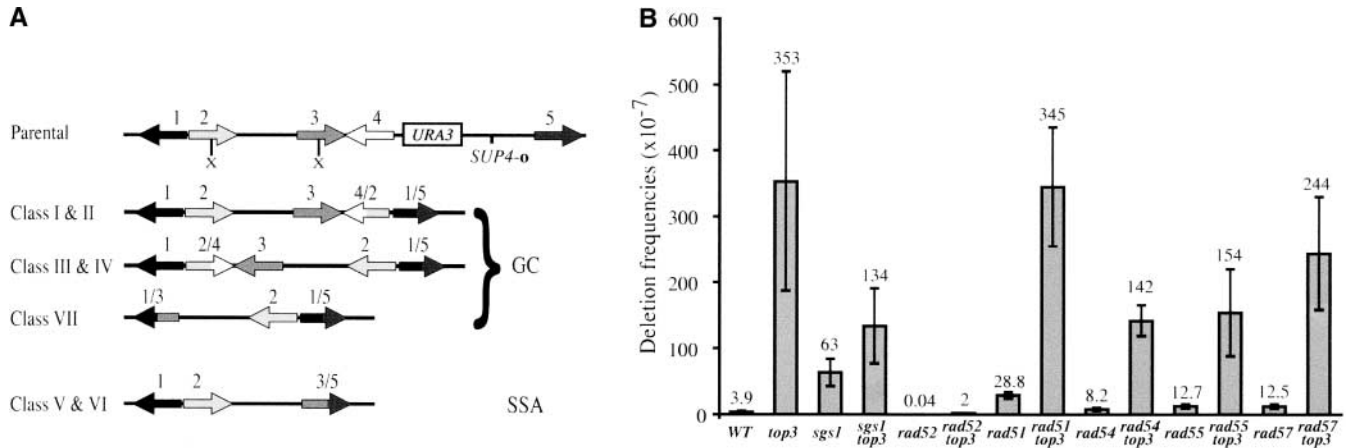 A
1 2 3 4 5
Parental
URA3
SUP4-o
X X
1 2 3 4/2 1/5
Class I & II
1 2/4 3 2 1/5
Class III & IV
GC
1/3 2 1/5
Class VII
1 2 3/5
Class V & VI
SSA
B
Deletion frequencies (x10-7)
600
500
400
300
200
100
0
3.9
353
63
134
0.04
2
28.8
345
8.2
142
12.7
154
12.5
244
WT
top3
sgs1
sgs1
top3
rad52
rad52
top3
rad51
rad51
top3
rad54
rad54
top3
rad55
rad55
top3
rad57
rad57
top3